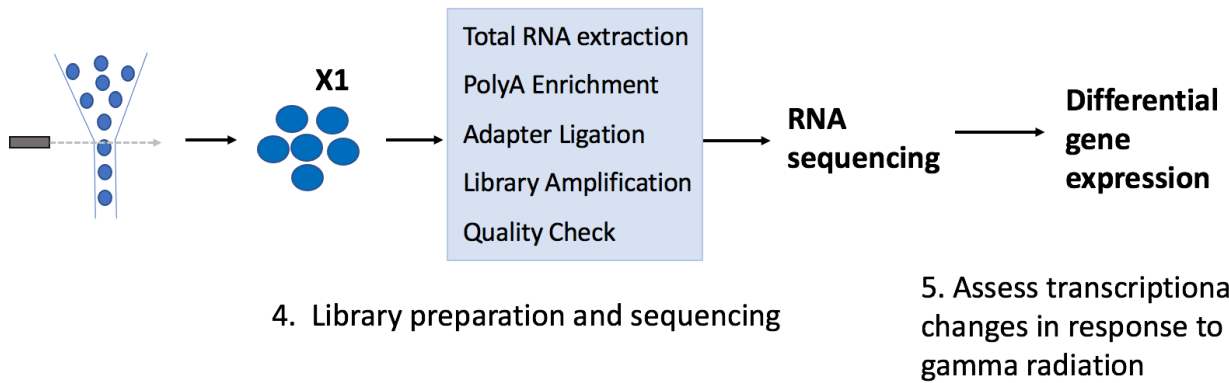 X1
Total RNA extraction
PolyA Enrichment
Adapter Ligation
Library Amplification
Quality Check
RNA
sequencing
Differential
gene
expression
4. Library preparation and sequencing
5. Assess transcriptiona
changes in response to
gamma radiation